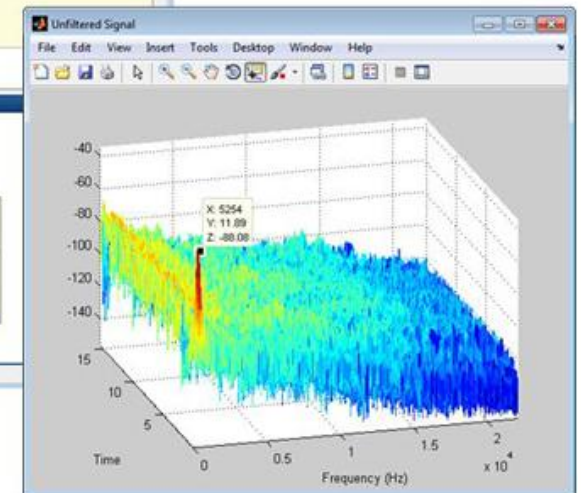 Unfiltered Signal
File Edit View Insert Tools Desktop Window Help
-40
-60
-80
-100
-120
-140
X: 5254
Y: 11.89
Z: -88.08
15
10
5
Time
0
0.5
1
1.5
2
x 10^4
Frequency (Hz)